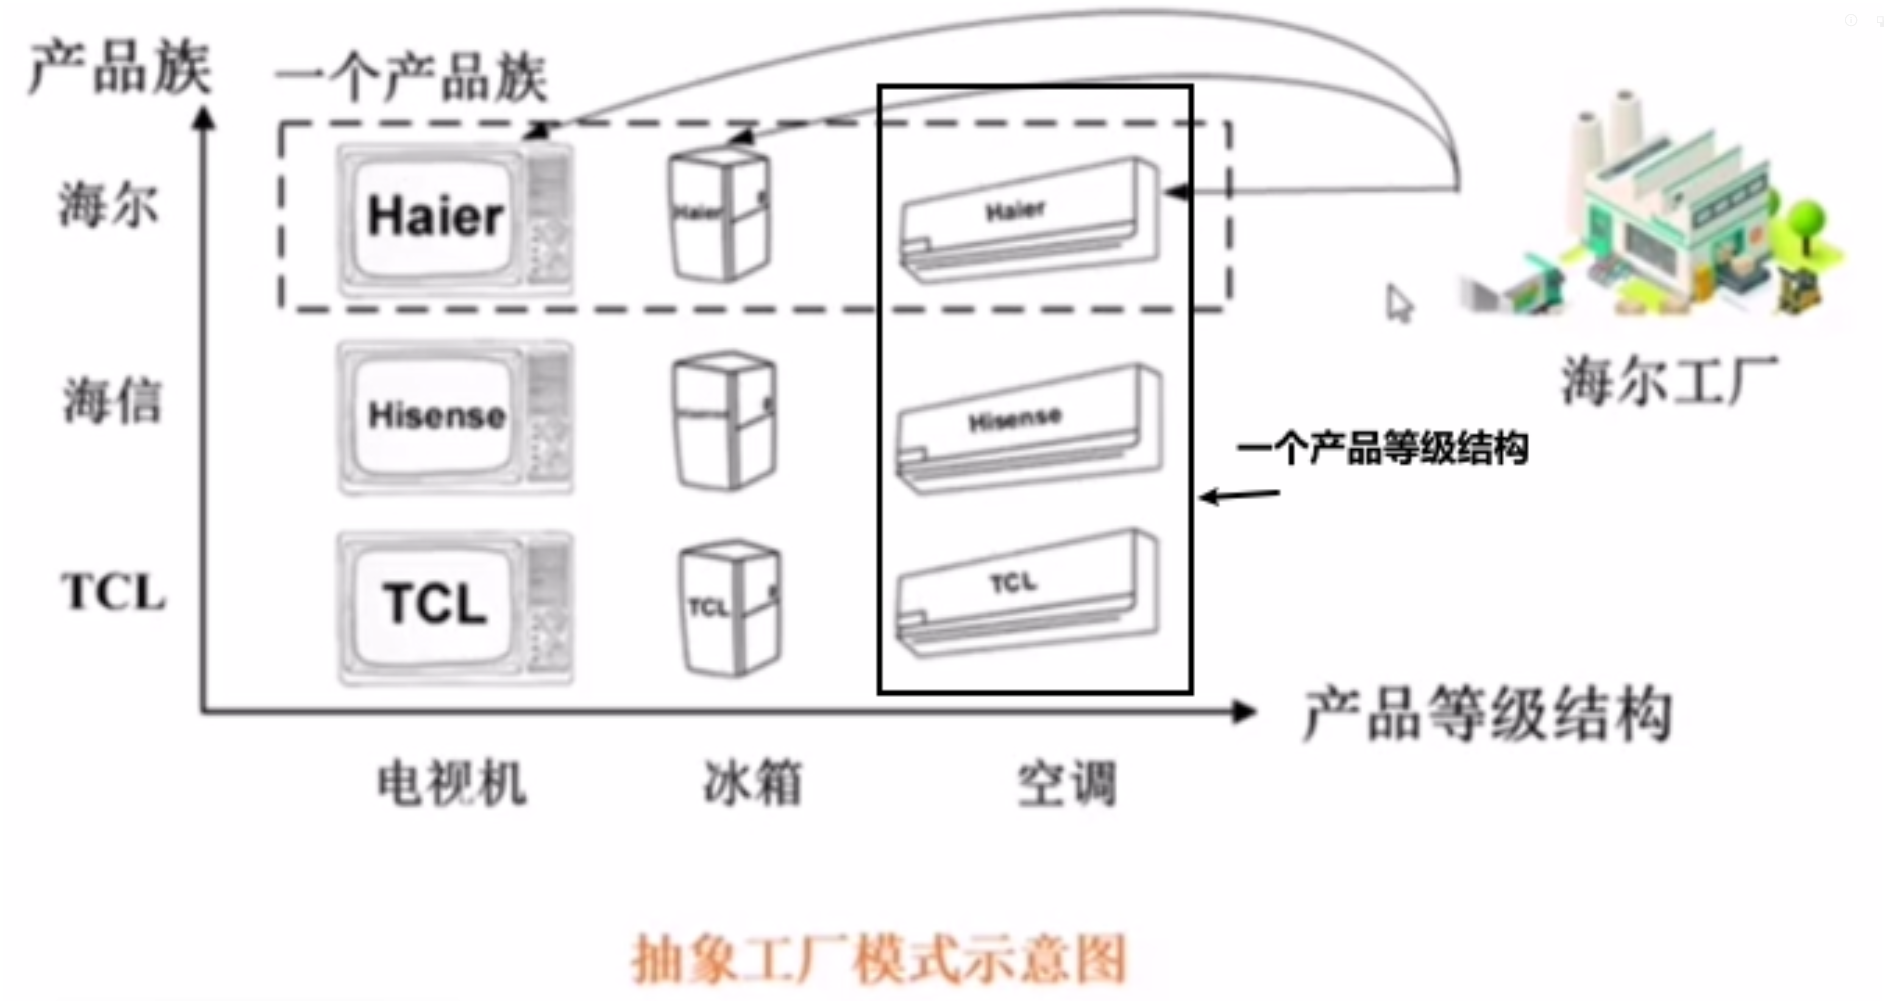 产品族
一个产品族
海尔
Haier
Haier
Haier
海尔工厂
海信
Hisense
Hisense
一个产品等级结构
TCL
TCL
TCL
TCL
产品等级结构
电视机
冰箱
空调
抽象工厂模式示意图